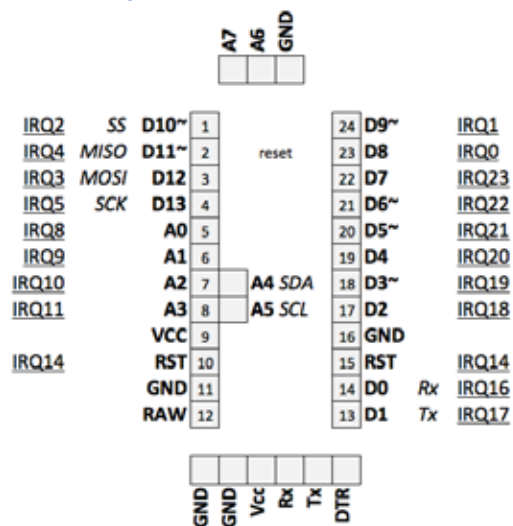 A7 A6 GND
IRQ2 SS D10~ 1 24 D9~ IRQ1
IRQ4 MISO D11~ 2 reset 23 D8 IRQ0
IRQ3 MOSI D12 3 22 D7 IRQ23
IRQ5 SCK D13 4 21 D6~ IRQ22
IRQ8 A0 5 20 D5~ IRQ21
IRQ9 A1 6 19 D4 IRQ20
IRQ10 A2 7 A4 SDA 18 D3~ IRQ19
IRQ11 A3 8 A5 SCL 17 D2 IRQ18
VCC 9 16 GND
IRQ14 RST 10 15 RST IRQ14
GND 11 14 D0 Rx IRQ16
RAW 12 13 D1 Tx IRQ17
GND GND Vcc Rx Tx DTR